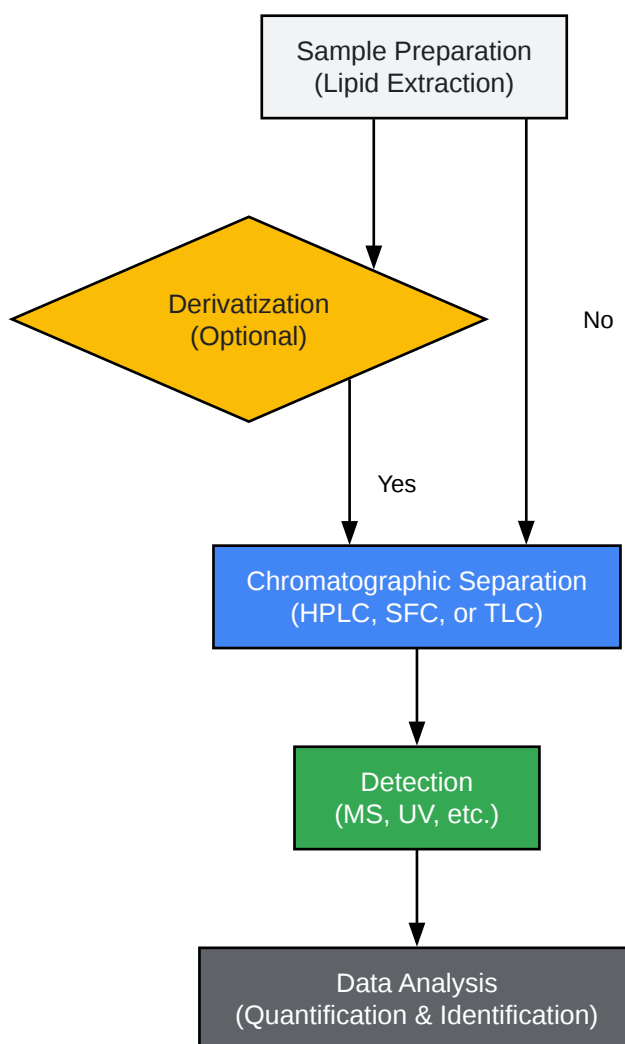 Sample Preparation
(Lipid Extraction)
Derivatization
(Optional)
No
Yes
Chromatographic Separation
(HPLC, SFC, or TLC)
Detection
(MS, UV, etc.)
Data Analysis
(Quantification & Identification)